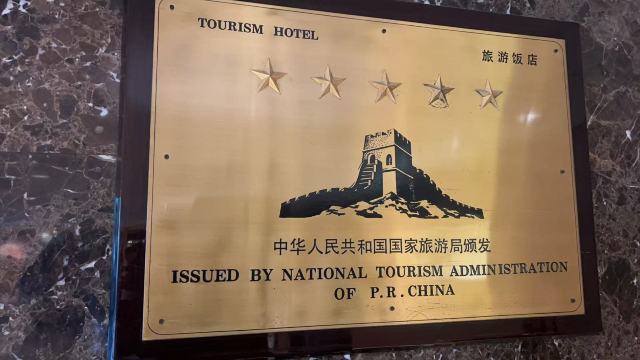 TOURISM HOTEL
旅游饭店
中华人民共和国国家旅游局颁发
ISSUED BY NATIONAL TOURISM ADMINISTRATION
OF P.R.CHINA